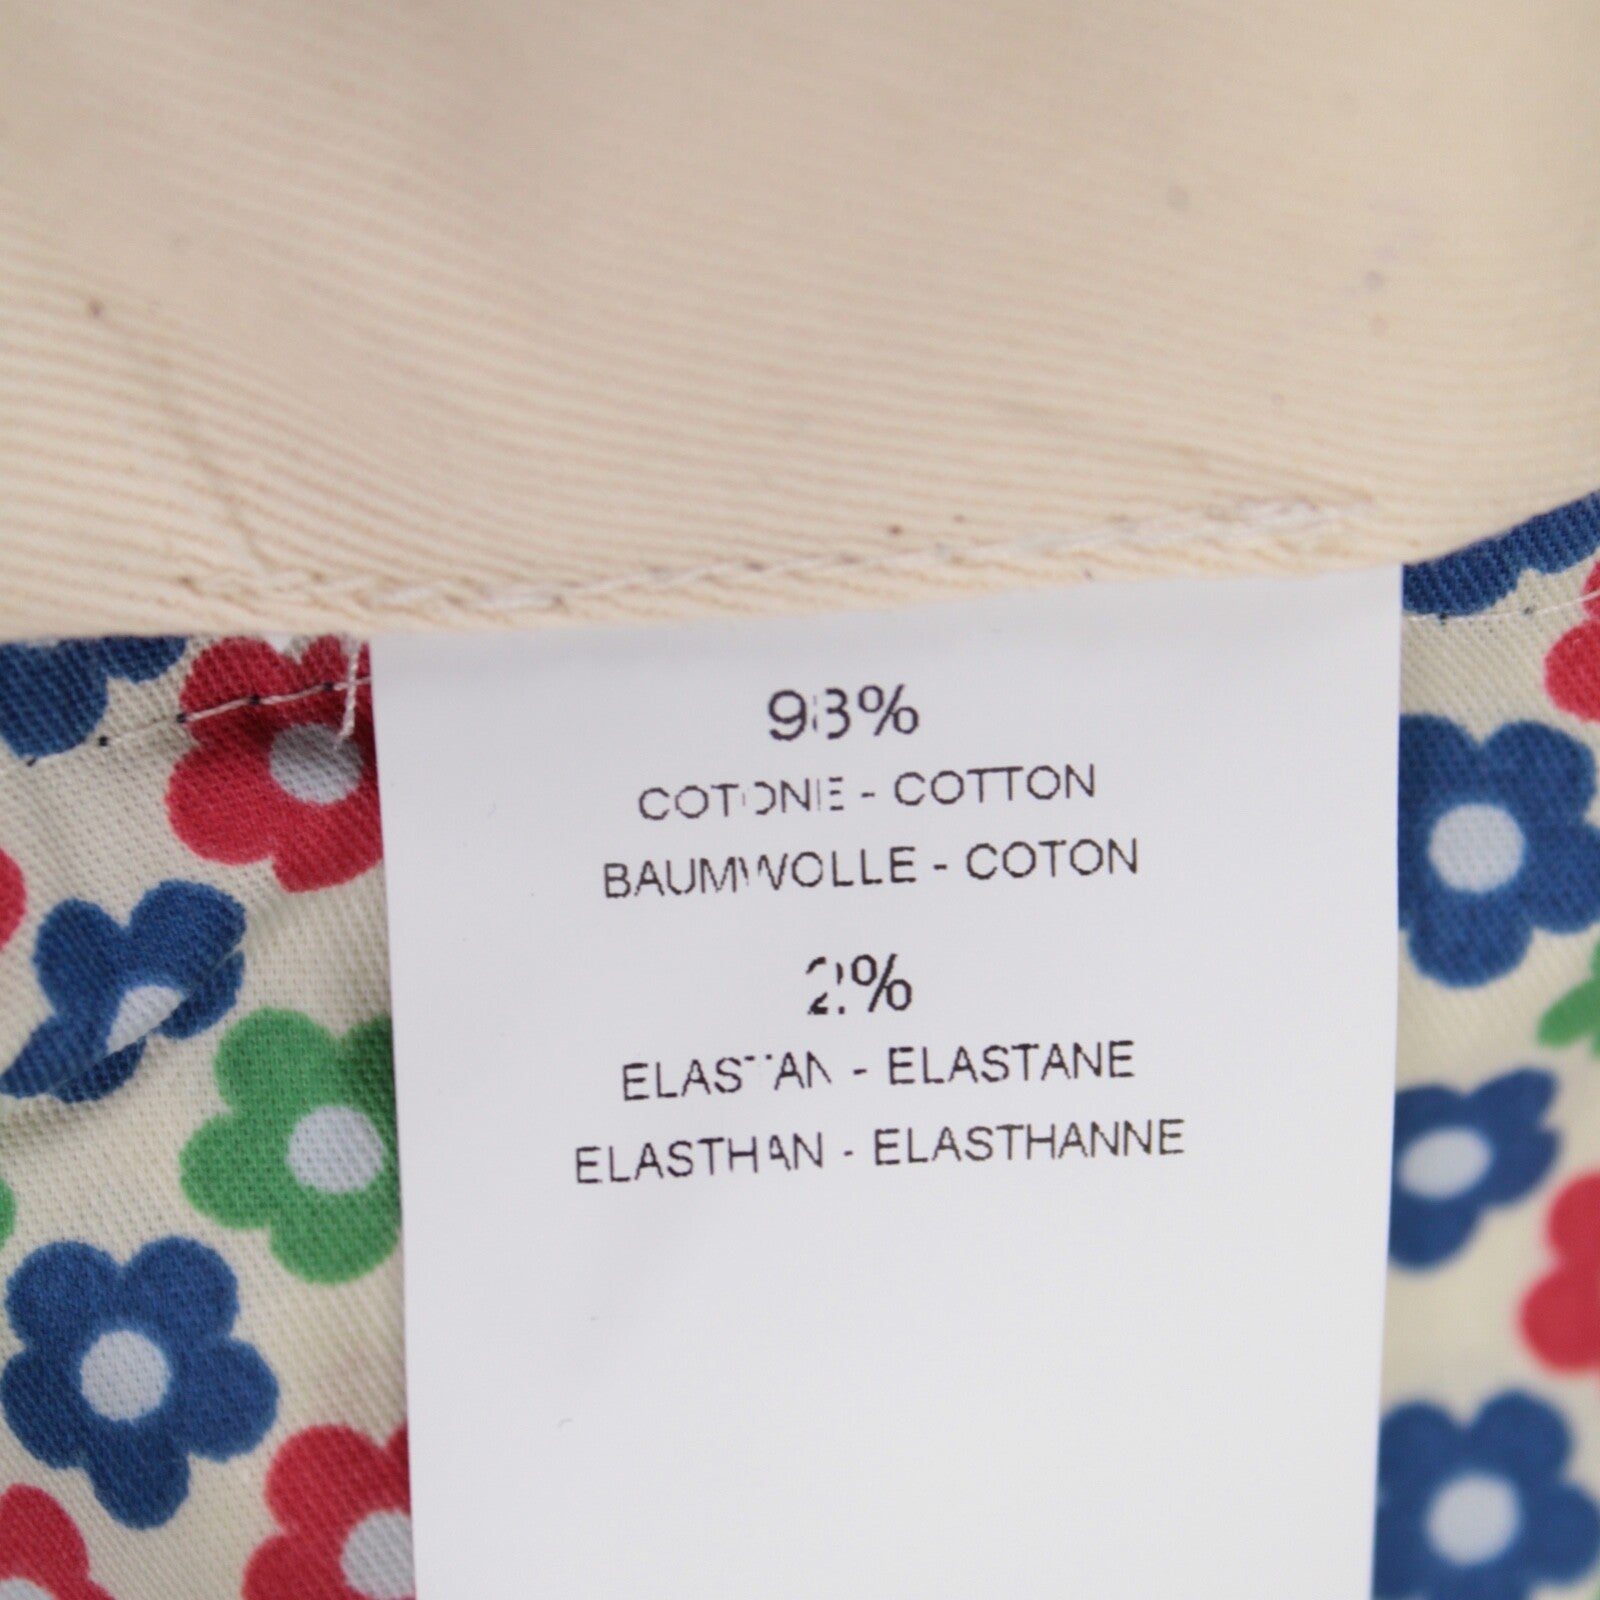 98%
COTONE - COTTON
BAUMWOLLE - COTON
2%
ELASTAN - ELASTANE
ELASTHAN - ELASTHANNE